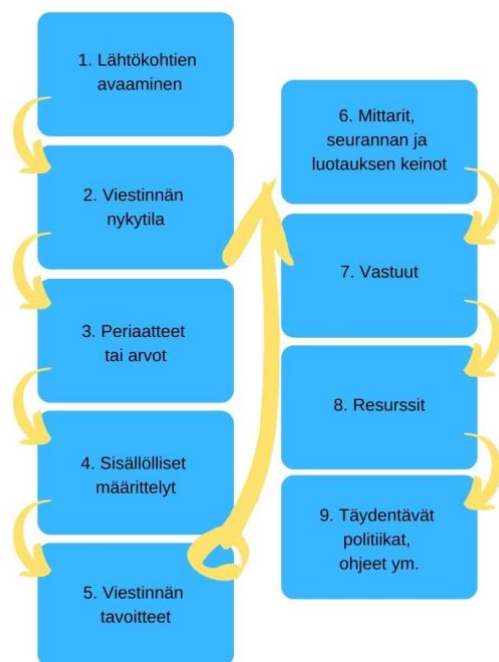 1. Lähtökohtien
avaaminen
2. Viestinnän
nykytila
3. Periaatteet
tai arvot
4. Sisällölliset
määrittelyt
5. Viestinnän
tavoitteet
6. Mittarit,
seurannan ja
luotauksen keinot
7. Vastuut
8. Resurssit
9. Täydentävät
politiikat,
ohjeet ym.